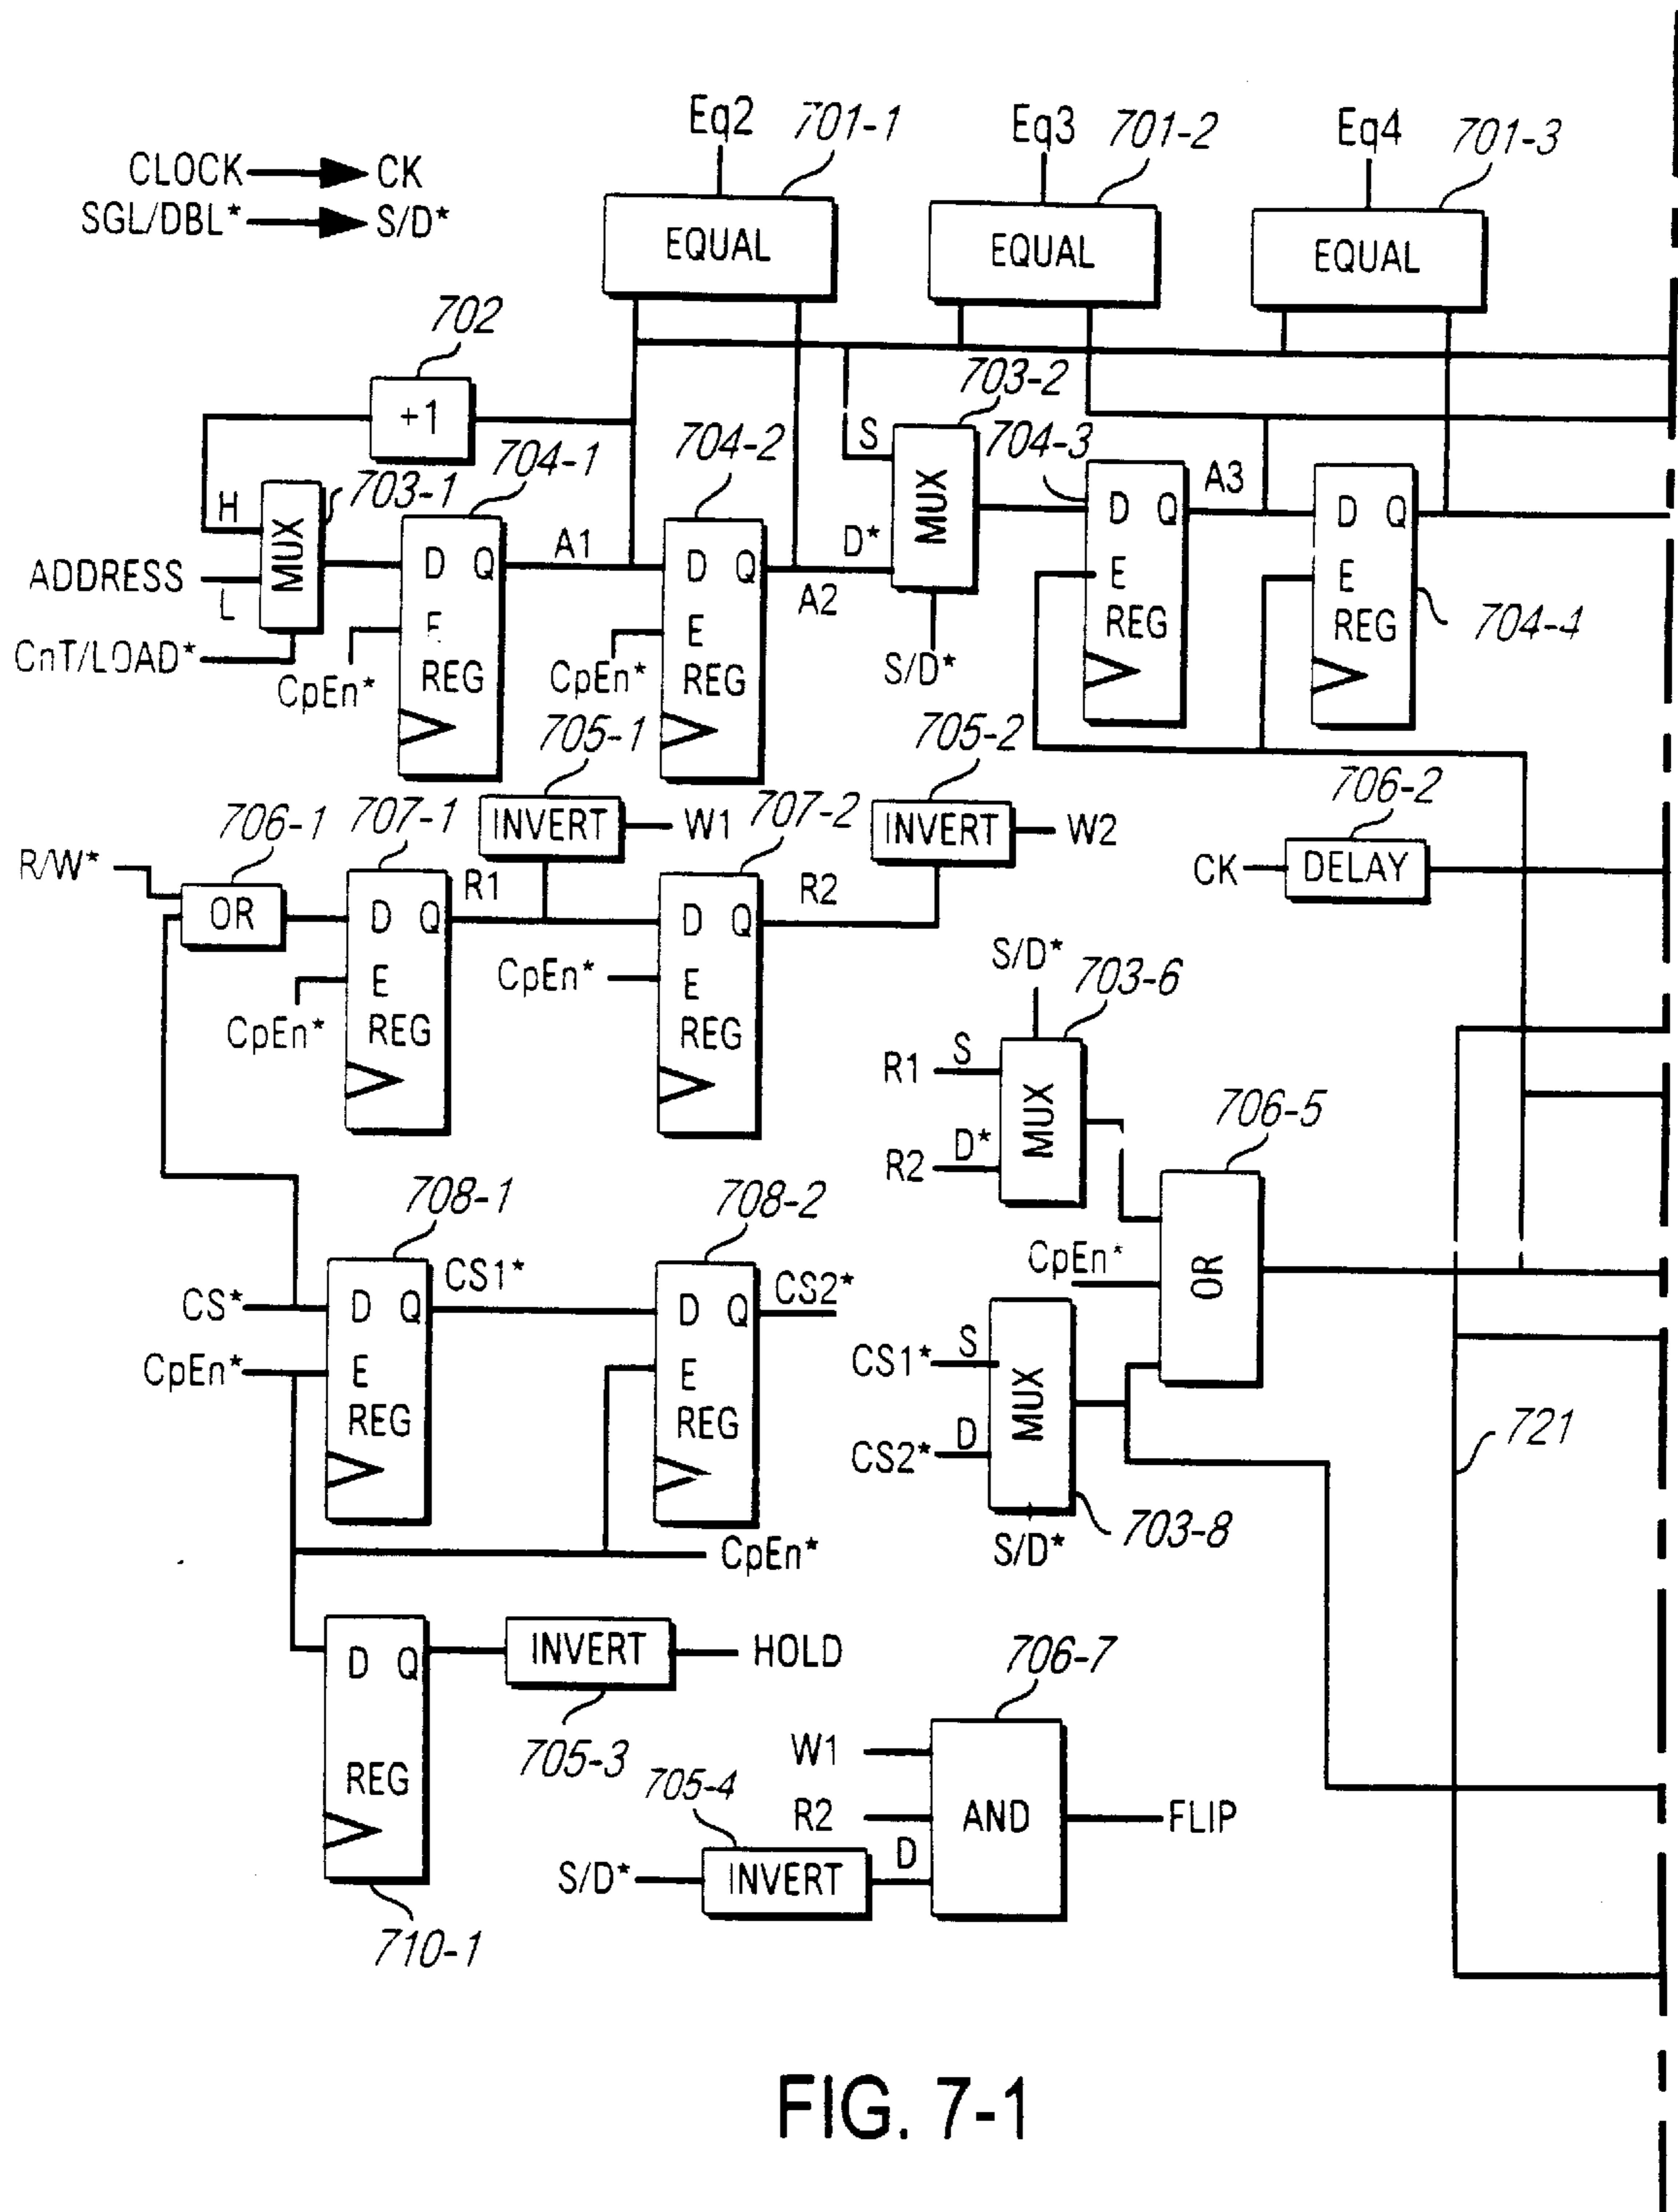 Eq2 701-1 Eq3 701-2 Eq4 701-3
CLOCK CK
SGL/DBL* S/D*
EQUAL EQUAL EQUAL
702
+1
703-2
704-1 704-2 S 704-3
H 703-1 MUX D Q A3 D Q
MUX D Q A1 D Q D*
ADDRESS A2 E E
L E E REG REG 704-4
CnT/LOAD* S/D*
CpEn* REG CpEn* REG
705-1 705-2
706-2
706-1 707-1 INVERT W1 707-2 INVERT W2
R/W* CK DELAY
OR D Q R1 D Q R2
E CpEn* E S/D*
703-6
CpEn* REG REG
R1 S
MUX 706-5
R2 D*
708-1 708-2
CpEn*
CS* D Q CS1* D Q CS2* OR
CpEn* E E CS1* S
REG REG MUX
CS2* D 721
703-8
CpEn* S/D*
D Q INVERT HOLD 706-7
705-3 W1
REG 705-4
R2 AND FLIP
S/D* INVERT D
710-1
FIG. 7-1